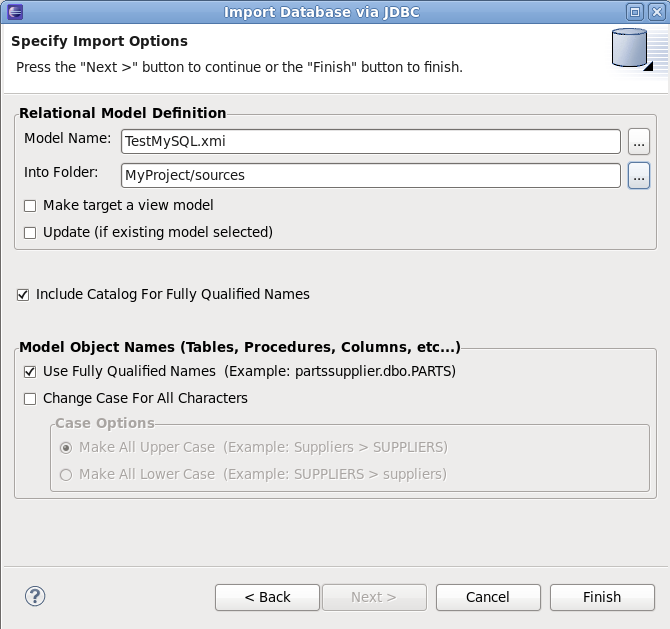 Import Database via JDBC
Specify Import Options
Press the "Next >" button to continue or the "Finish" button to finish.
Relational Model Definition
Model Name: TestMySQL.xmi ...
Into Folder: MyProject/sources ...
Make target a view model
Update (if existing model selected)
Include Catalog For Fully Qualified Names
Model Object Names (Tables, Procedures, Columns, etc...)
Use Fully Qualified Names (Example: partssupplier.dbo.PARTS)
Change Case For All Characters
Case Options
Make All Upper Case (Example: Suppliers > SUPPLIERS)
Make All Lower Case (Example: SUPPLIERS > suppliers)
? < Back Next > Cancel Finish